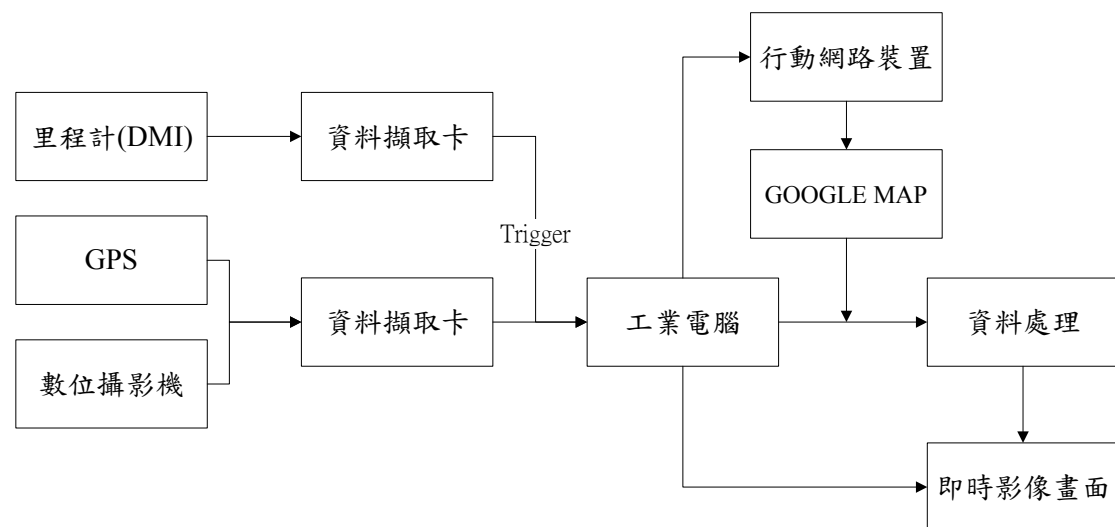 行動網路裝置
里程計(DMI)
資料擷取卡
GOOGLE MAP
Trigger
GPS
資料擷取卡
工業電腦
資料處理
數位攝影機
即時影像畫面